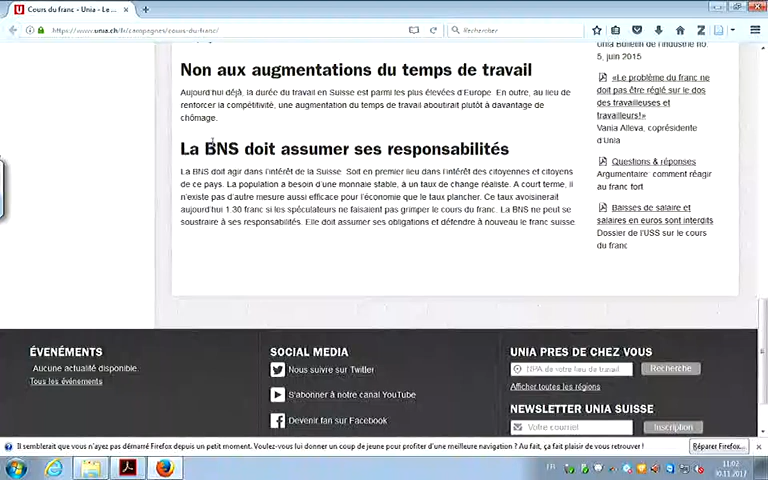 Cours du franc - Unia - Le ...
https://www.unia.ch/fr/campagnes/cours-du-franc/
Rechercher
Non aux augmentations du temps de travail
Aujourd'hui déjà, la durée du travail en Suisse est parmi les plus élevées d'Europe. En outre, au lieu de
renforcer la compétitivité, une augmentation du temps de travail aboutirait plutôt à davantage de
chômage.
La BNS doit assumer ses responsabilités
La BNS doit agir dans l'intérêt de la Suisse. Soit en premier lieu dans l'intérêt des citoyennes et citoyens
de ce pays. La population a besoin d'une monnaie stable, à un taux de change réaliste. A court terme, il
n'existe pas d'autre mesure aussi efficace pour l'économie que le taux plancher. Ce taux avoisinerait
aujourd'hui 1.30 franc si les spéculateurs ne faisaient pas grimper le cours du franc. La BNS ne peut se
soustraire à ses responsabilités. Elle doit assumer ses obligations et défendre à nouveau le franc suisse.
Unia Bulletin de l'industrie no.
5, juin 2015
«Le problème du franc ne
doit pas être réglé sur le dos
des travailleuses et
travailleurs!»
Vania Alleva, coprésidente
d'Unia
Questions & réponses
Argumentaire: comment réagir
au franc fort
Baisses de salaire et
salaires en euros sont interdits
Dossier de l'USS sur le cours
du franc
ÉVENÉMENTS
Aucune actualité disponible.
Tous les événements
SOCIAL MEDIA
Nous suivre sur Twitter
S'abonner à notre canal YouTube
Devenir fan sur Facebook
UNIA PRES DE CHEZ VOUS
NPA de votre lieu de travail
Recherche
Afficher toutes les régions
NEWSLETTER UNIA SUISSE
Votre courriel
Inscription
Il semblerait que vous n'ayez pas démarré Firefox depuis un petit moment. Voulez-vous lui donner un coup de jeune pour profiter d'une meilleure navigation ? Au fait, ça fait plaisir de vous retrouver !
Réparer Firefox...
FR
11:02
30.11.2017